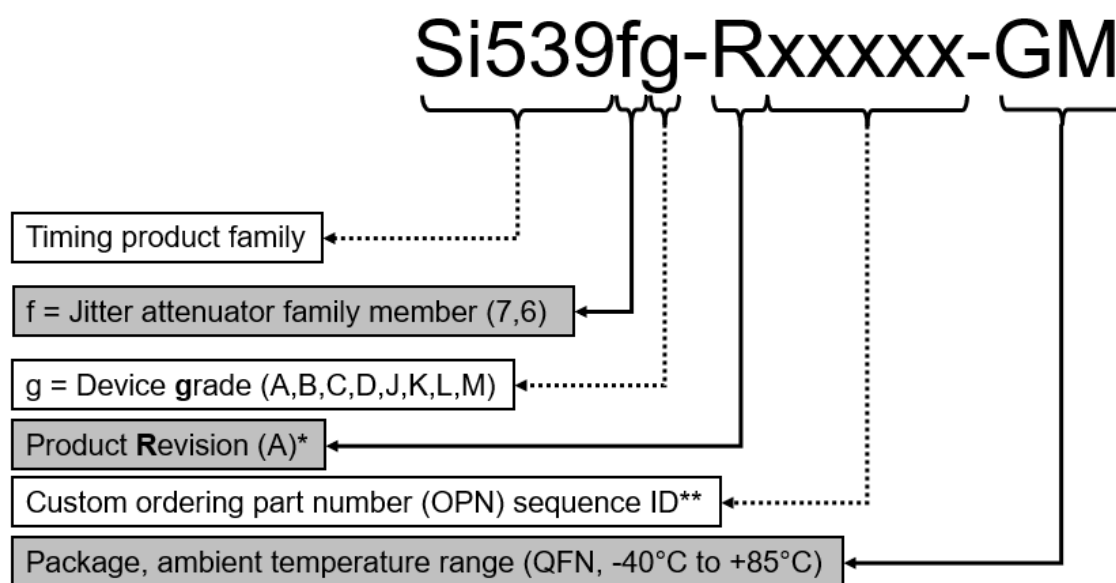 Si539fg-Rxxxxx-GM
Timing product family
f = Jitter attenuator family member (7,6)
g = Device grade (A,B,C,D,J,K,L,M)
Product Revision (A)*
Custom ordering part number (OPN) sequence ID**
Package, ambient temperature range (QFN, -40°C to +85°C)